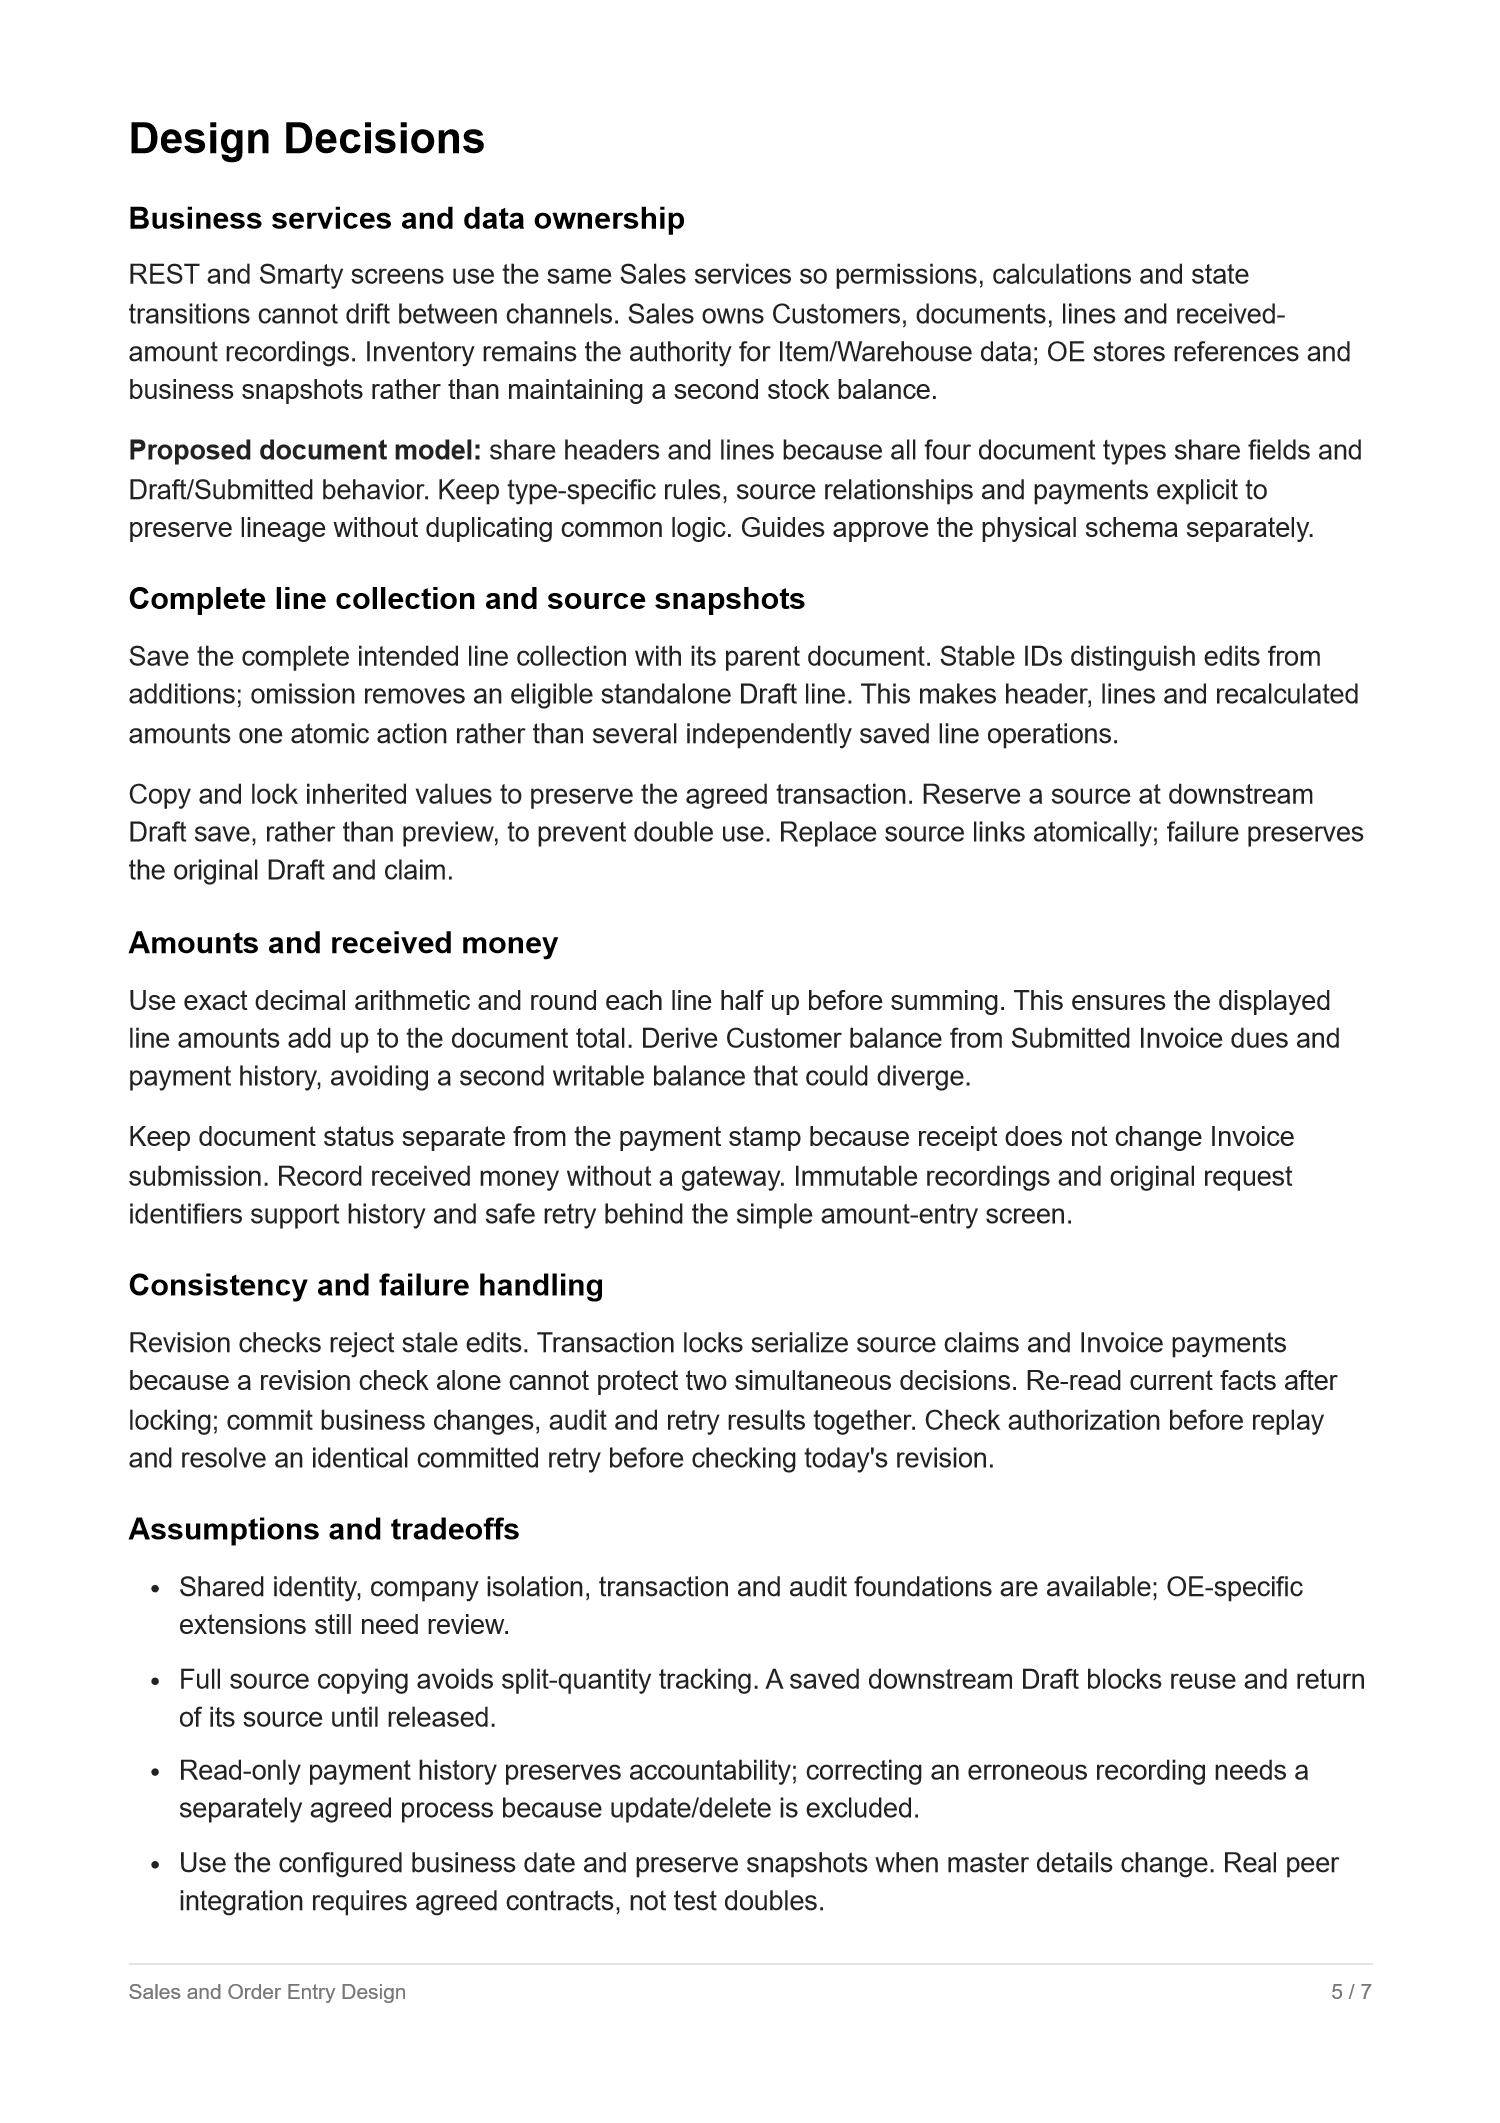 Design Decisions
Business services and data ownership
REST and Smarty screens use the same Sales services so permissions, calculations and state
transitions cannot drift between channels. Sales owns Customers, documents, lines and received-
amount recordings. Inventory remains the authority for Item/Warehouse data; OE stores references and
business snapshots rather than maintaining a second stock balance.
Proposed document model: share headers and lines because all four document types share fields and
Draft/Submitted behavior. Keep type-specific rules, source relationships and payments explicit to
preserve lineage without duplicating common logic. Guides approve the physical schema separately.
Complete line collection and source snapshots
Save the complete intended line collection with its parent document. Stable IDs distinguish edits from
additions; omission removes an eligible standalone Draft line. This makes header, lines and recalculated
amounts one atomic action rather than several independently saved line operations.
Copy and lock inherited values to preserve the agreed transaction. Reserve a source at downstream
Draft save, rather than preview, to prevent double use. Replace source links atomically; failure preserves
the original Draft and claim.
Amounts and received money
Use exact decimal arithmetic and round each line half up before summing. This ensures the displayed
line amounts add up to the document total. Derive Customer balance from Submitted Invoice dues and
payment history, avoiding a second writable balance that could diverge.
Keep document status separate from the payment stamp because receipt does not change Invoice
submission. Record received money without a gateway. Immutable recordings and original request
identifiers support history and safe retry behind the simple amount-entry screen.
Consistency and failure handling
Revision checks reject stale edits. Transaction locks serialize source claims and Invoice payments
because a revision check alone cannot protect two simultaneous decisions. Re-read current facts after
locking; commit business changes, audit and retry results together. Check authorization before replay
and resolve an identical committed retry before checking today's revision.
Assumptions and tradeoffs
• Shared identity, company isolation, transaction and audit foundations are available; OE-specific
extensions still need review.
• Full source copying avoids split-quantity tracking. A saved downstream Draft blocks reuse and return
of its source until released.
• Read-only payment history preserves accountability; correcting an erroneous recording needs a
separately agreed process because update/delete is excluded.
• Use the configured business date and preserve snapshots when master details change. Real peer
integration requires agreed contracts, not test doubles.
Sales and Order Entry Design
5 / 7